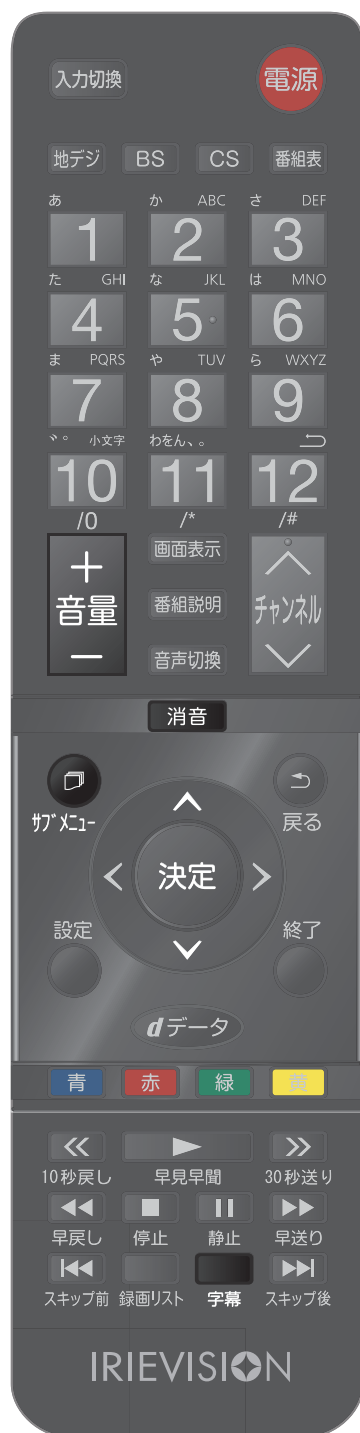 入力切換 電源
地デジ BS CS 番組表
あ か ABC さ DEF
1 2 3
た GHI な JKL は MNO
4 5 6
ま PQRS や TUV ら WXYZ
7 8 9
゛゜ 小文字 わをん、。
10 11 12
/0 /* /#
+ 画面表示
音量 番組説明 チャンネル
− 音声切換
消音
サブメニュー 戻る
決定
設定 終了
dデータ
青 赤 緑 黄
10秒戻し 早見早聞 30秒送り
早戻し 停止 静止 早送り
スキップ前 録画リスト 字幕 スキップ後
IRIEVISION